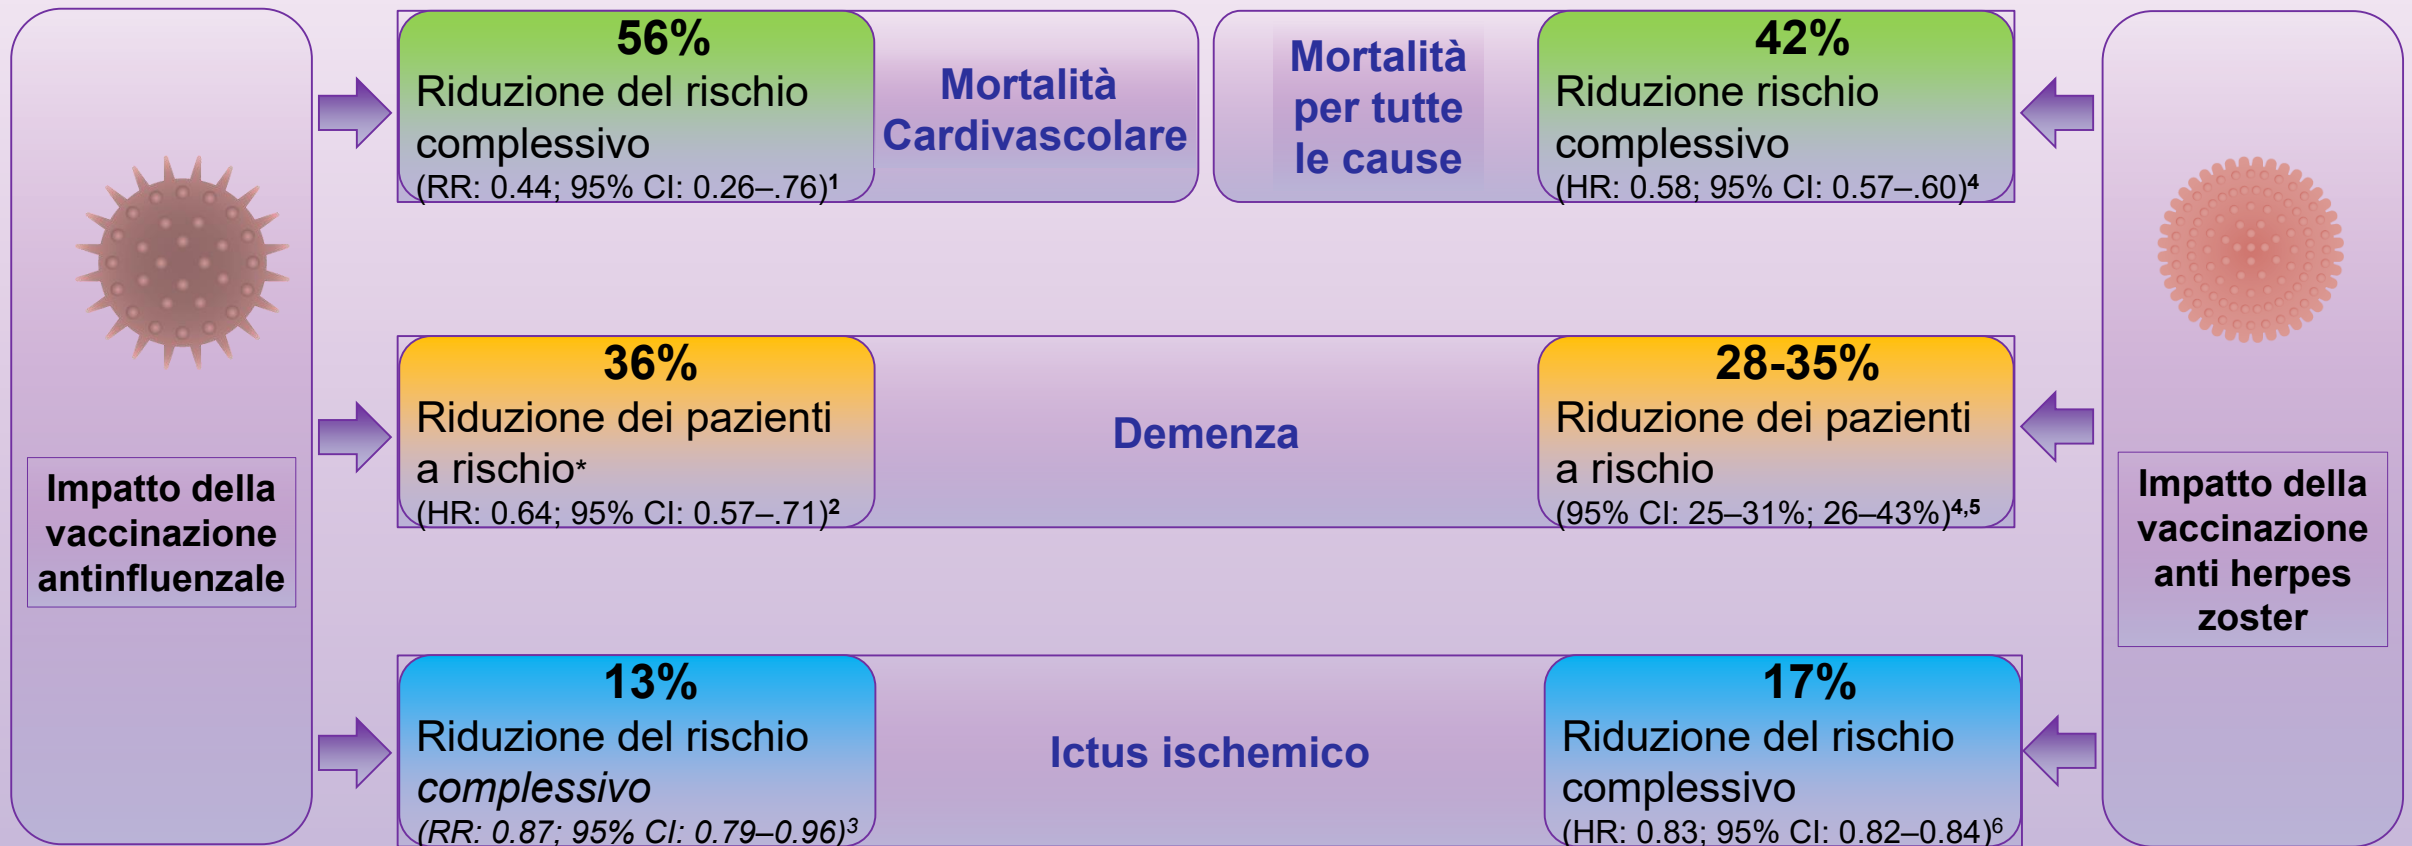 Impatto della
vaccinazione
antinfluenzale
56%
Riduzione del rischio
complessivo
(RR: 0.44; 95% CI: 0.26–.76)¹
Mortalità
Cardivascolare
Mortalità
per tutte
le cause
42%
Riduzione rischio
complessivo
(HR: 0.58; 95% CI: 0.57–.60)⁴
36%
Riduzione dei pazienti
a rischio*
(HR: 0.64; 95% CI: 0.57–.71)²
Demenza
28-35%
Riduzione dei pazienti
a rischio
(95% CI: 25–31%; 26–43%)⁴,⁵
13%
Riduzione del rischio
complessivo
(RR: 0.87; 95% CI: 0.79–0.96)³
Ictus ischemico
17%
Riduzione del rischio
complessivo
(HR: 0.83; 95% CI: 0.82–0.84)⁶
Impatto della
vaccinazione
anti herpes
zoster